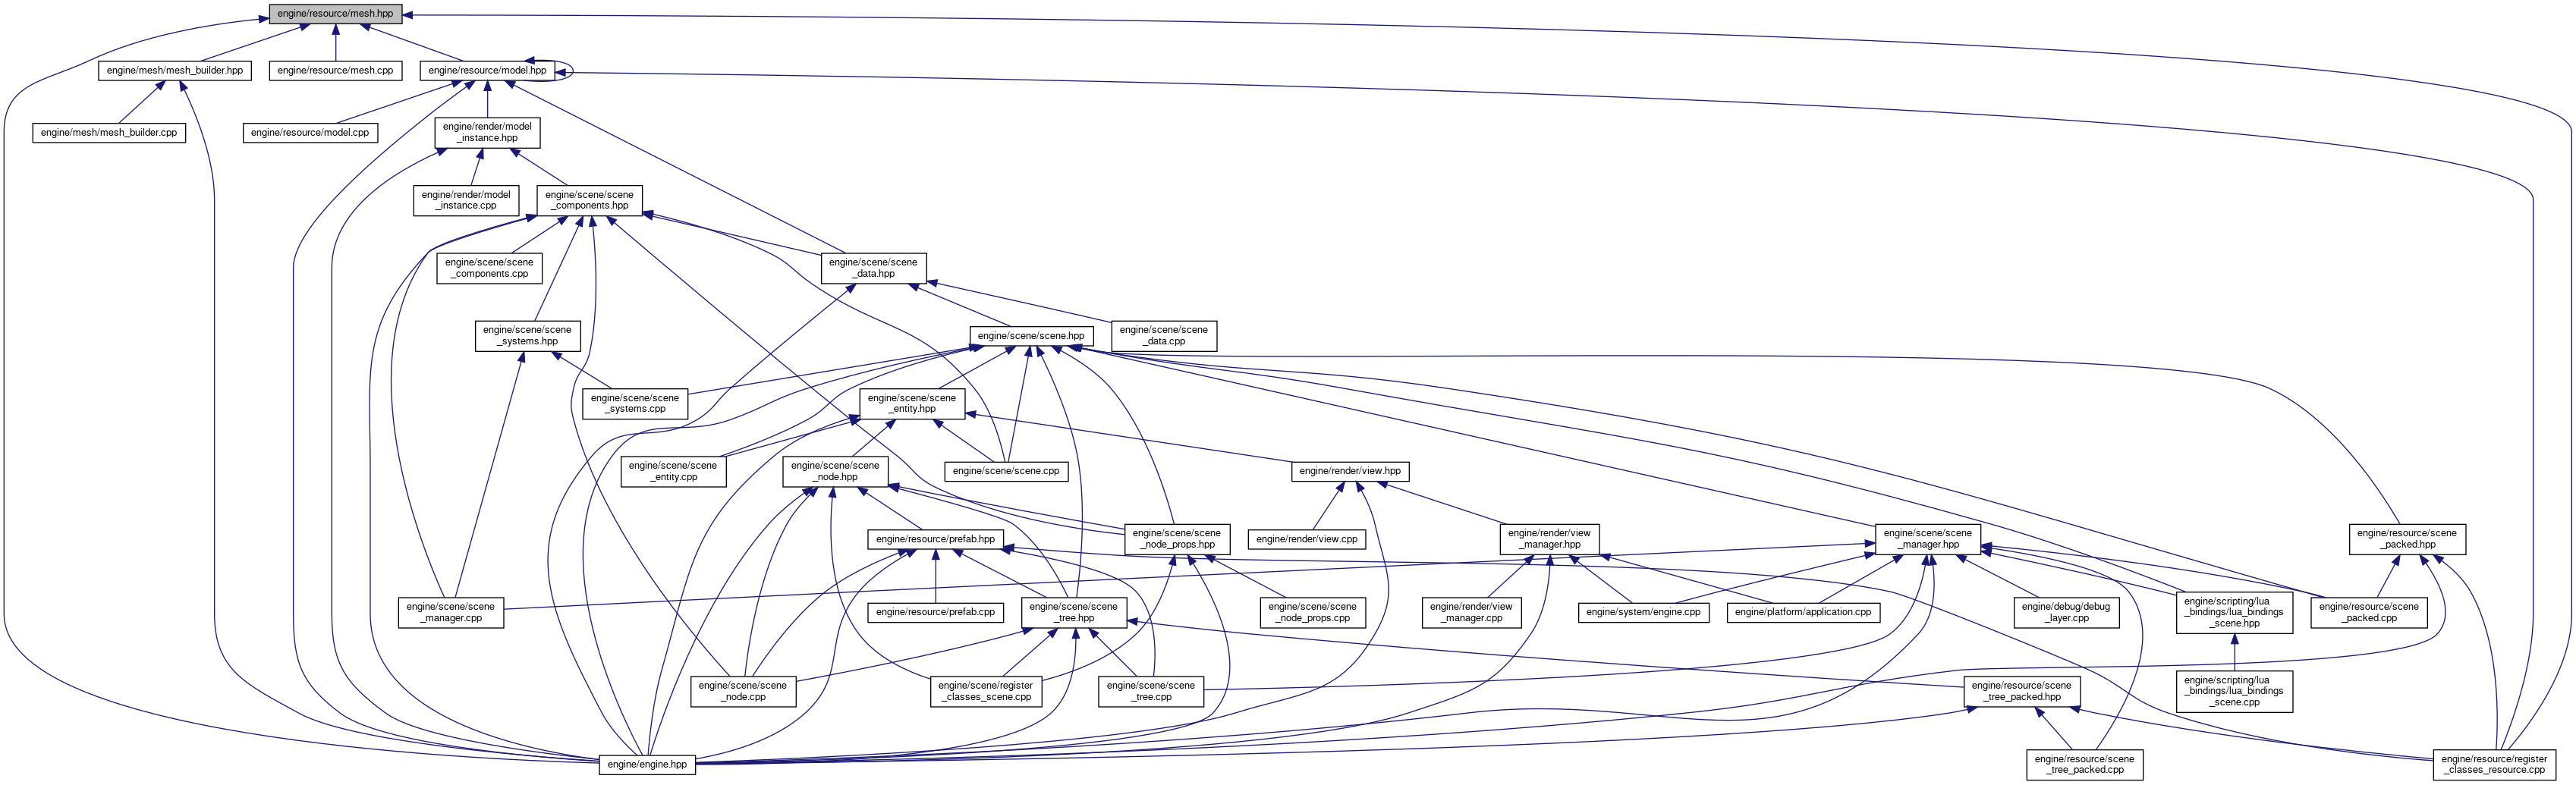 engine/resource/mesh.hpp
engine/mesh/mesh_builder.hpp
engine/resource/mesh.cpp
engine/resource/model.hpp
engine/mesh/mesh_builder.cpp
engine/resource/model.cpp
engine/render/model
_instance.hpp
engine/render/model
_instance.cpp
engine/scene/scene
_components.hpp
engine/scene/scene
_components.cpp
engine/scene/scene
_data.hpp
engine/scene/scene
_systems.hpp
engine/scene/scene.hpp
engine/scene/scene
_data.cpp
engine/scene/scene
_systems.cpp
engine/scene/scene
_entity.hpp
engine/scene/scene
_entity.cpp
engine/scene/scene
_node.hpp
engine/scene/scene.cpp
engine/render/view.hpp
engine/resource/prefab.hpp
engine/scene/scene
_node_props.hpp
engine/render/view.cpp
engine/render/view
_manager.hpp
engine/scene/scene
_manager.hpp
engine/resource/scene
_packed.hpp
engine/scene/scene
_manager.cpp
engine/resource/prefab.cpp
engine/scene/scene
_tree.hpp
engine/scene/scene
_node_props.cpp
engine/render/view
_manager.cpp
engine/system/engine.cpp
engine/platform/application.cpp
engine/debug/debug
_layer.cpp
engine/scripting/lua
_bindings/lua_bindings
_scene.hpp
engine/resource/scene
_packed.cpp
engine/scene/scene
_node.cpp
engine/scene/register
_classes_scene.cpp
engine/scene/scene
_tree.cpp
engine/resource/scene
_tree_packed.hpp
engine/scripting/lua
_bindings/lua_bindings
_scene.cpp
engine/engine.hpp
engine/resource/scene
_tree_packed.cpp
engine/resource/register
_classes_resource.cpp